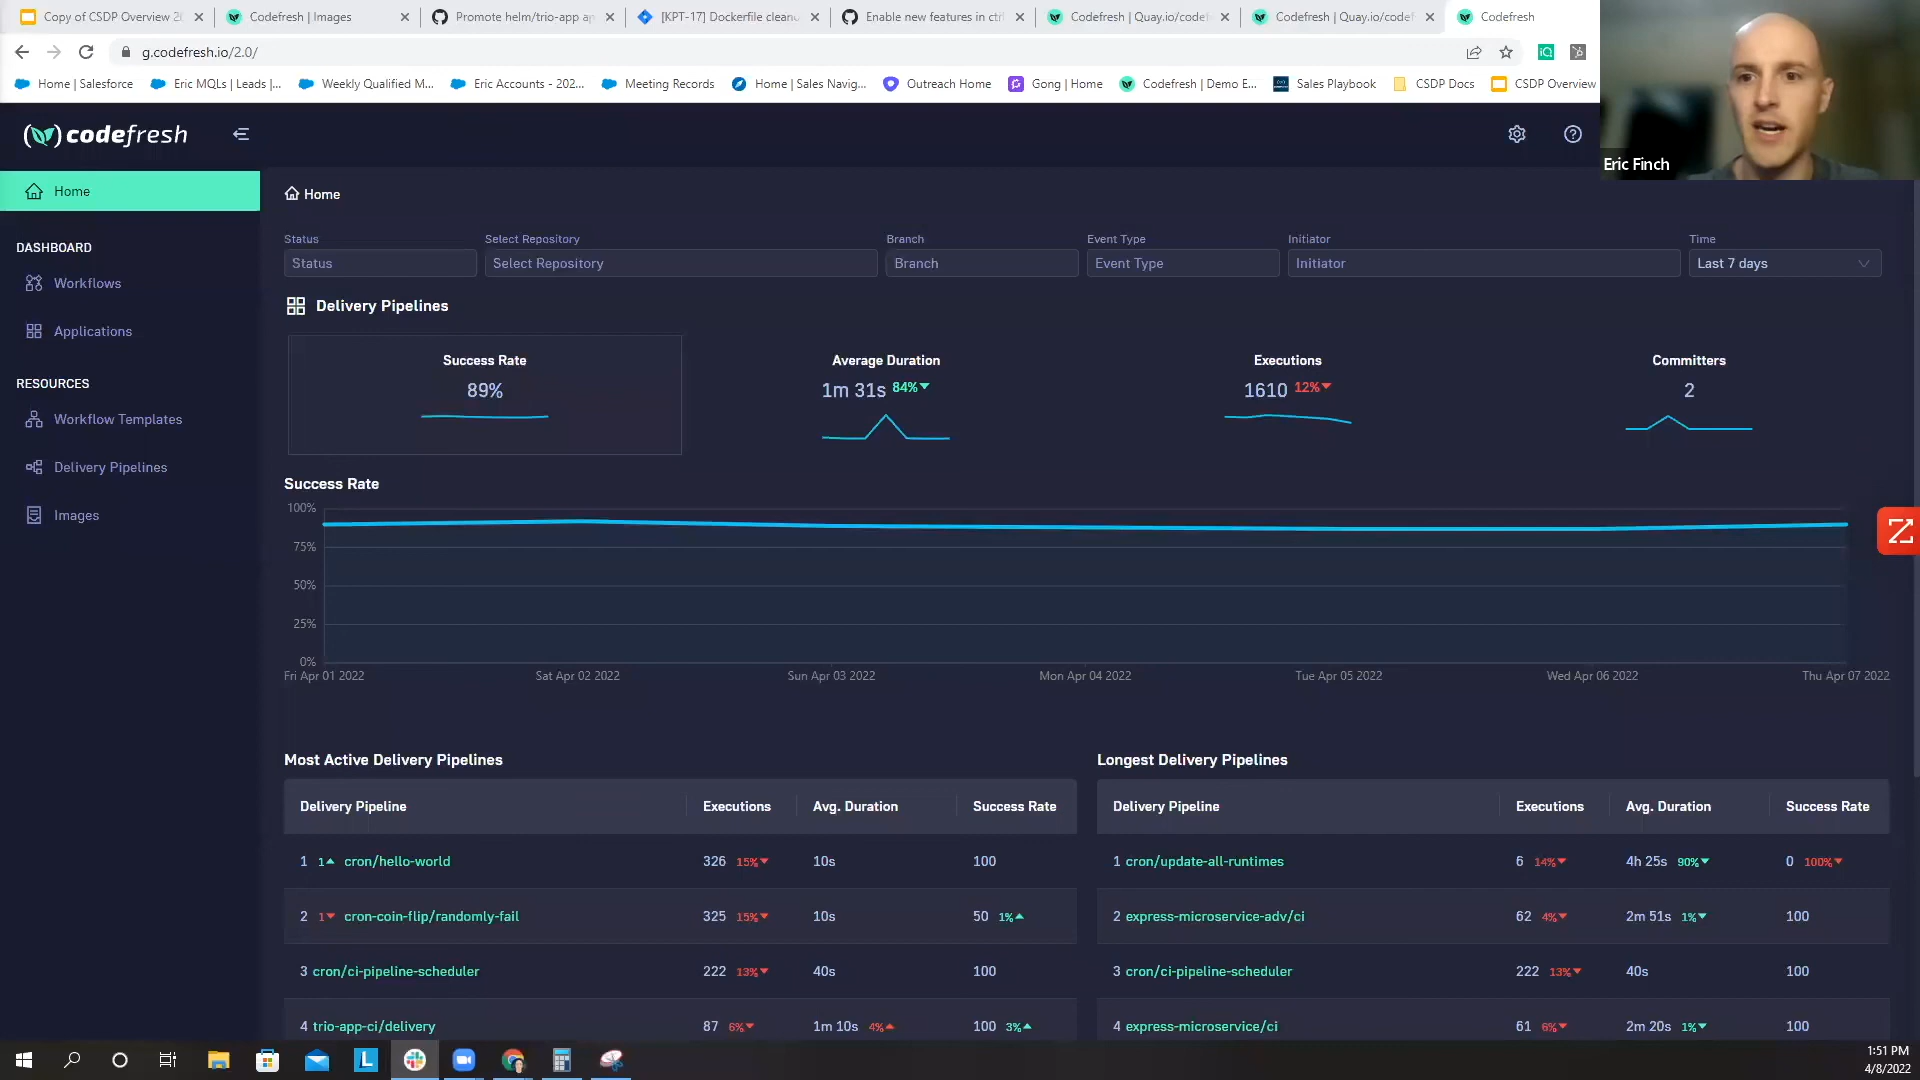 Copy of CSDP Overview 20
Codefresh | Images
Promote helm/trio-app ap
[KPT-17] Dockerfile cleanu
Enable new features in ctrl
Codefresh | Quay.io/codef
Codefresh | Quay.io/codef
Codefresh
g.codefresh.io/2.0/
Home | Salesforce
Eric MQLs | Leads |...
Weekly Qualified M...
Eric Accounts - 202...
Meeting Records
Home | Sales Navig...
Outreach Home
Gong | Home
Codefresh | Demo E...
Sales Playbook
CSDP Docs
CSDP Overview
codefresh
Eric Finch
Home
DASHBOARD
Workflows
Applications
RESOURCES
Workflow Templates
Delivery Pipelines
Images
Home
Status
Select Repository
Branch
Event Type
Initiator
Time
Status
Select Repository
Branch
Event Type
Initiator
Last 7 days
Delivery Pipelines
Success Rate
89%
Average Duration
1m 31s 84%
Executions
1610 12%
Committers
2
Success Rate
100%
75%
50%
25%
0%
Fri Apr 01 2022
Sat Apr 02 2022
Sun Apr 03 2022
Mon Apr 04 2022
Tue Apr 05 2022
Wed Apr 06 2022
Thu Apr 07 2022
Most Active Delivery Pipelines
Delivery Pipeline Executions Avg. Duration Success Rate
1 1 cron/hello-world 326 15% 10s 100
2 1 cron-coin-flip/randomly-fail 325 15% 10s 50 1%
3 cron/ci-pipeline-scheduler 222 13% 40s 100
4 trio-app-ci/delivery 87 6% 1m 10s 4% 100 3%
Longest Delivery Pipelines
Delivery Pipeline Executions Avg. Duration Success Rate
1 cron/update-all-runtimes 6 14% 4h 25s 90% 0 100%
2 express-microservice-adv/ci 62 4% 2m 51s 1% 100
3 cron/ci-pipeline-scheduler 222 13% 40s 100
4 express-microservice/ci 61 6% 2m 20s 1% 100
1:51 PM
4/8/2022